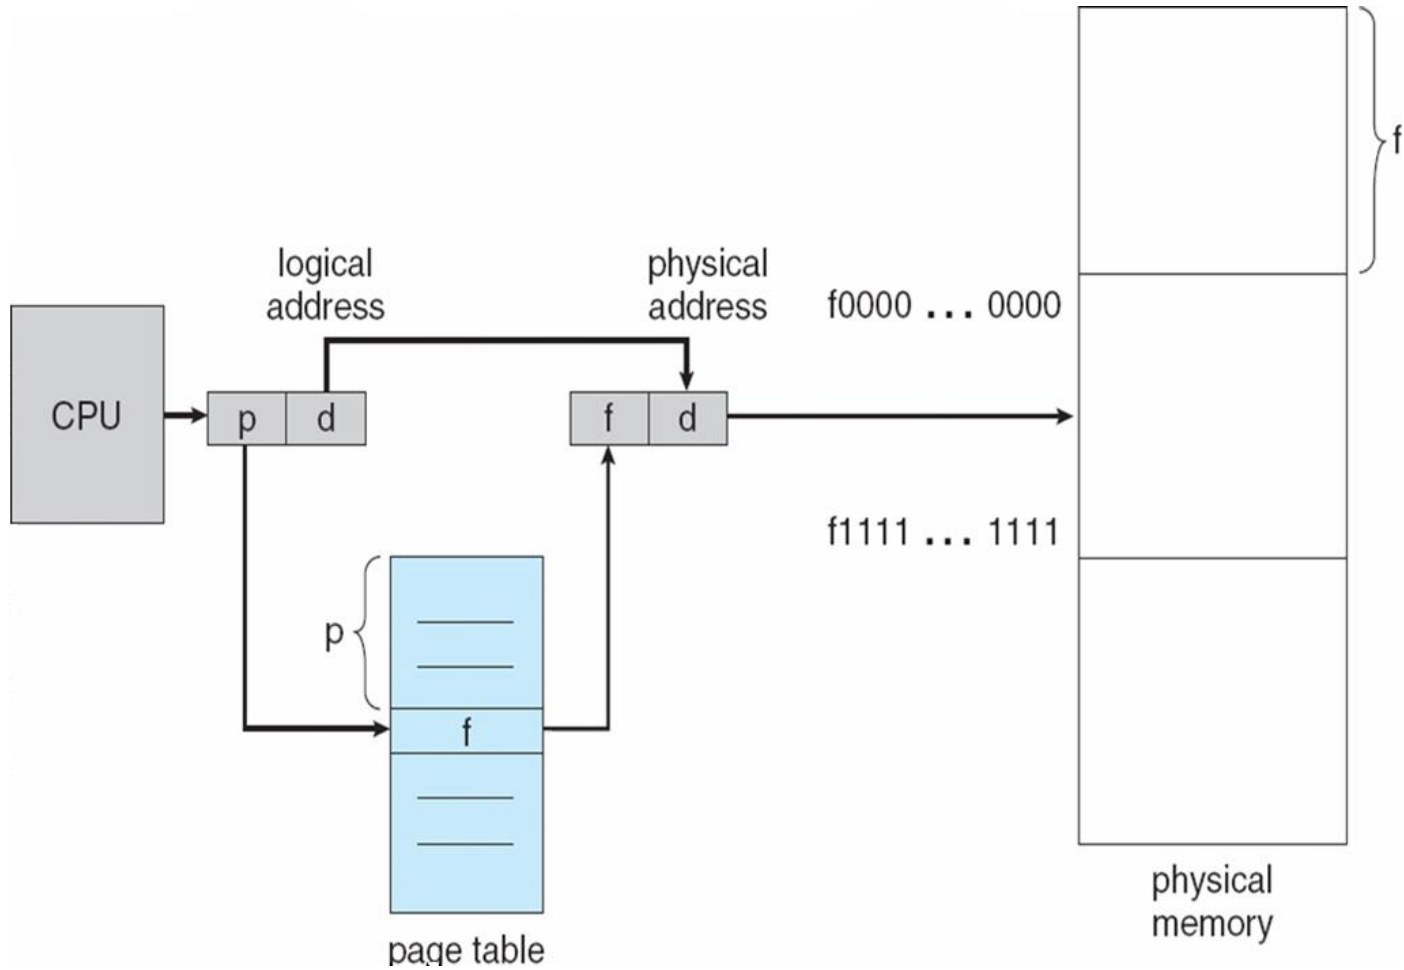 f
logical
address
physical
address
f0000 ... 0000
CPU
p
d
f
d
f1111 ... 1111
p
f
physical
memory
page table